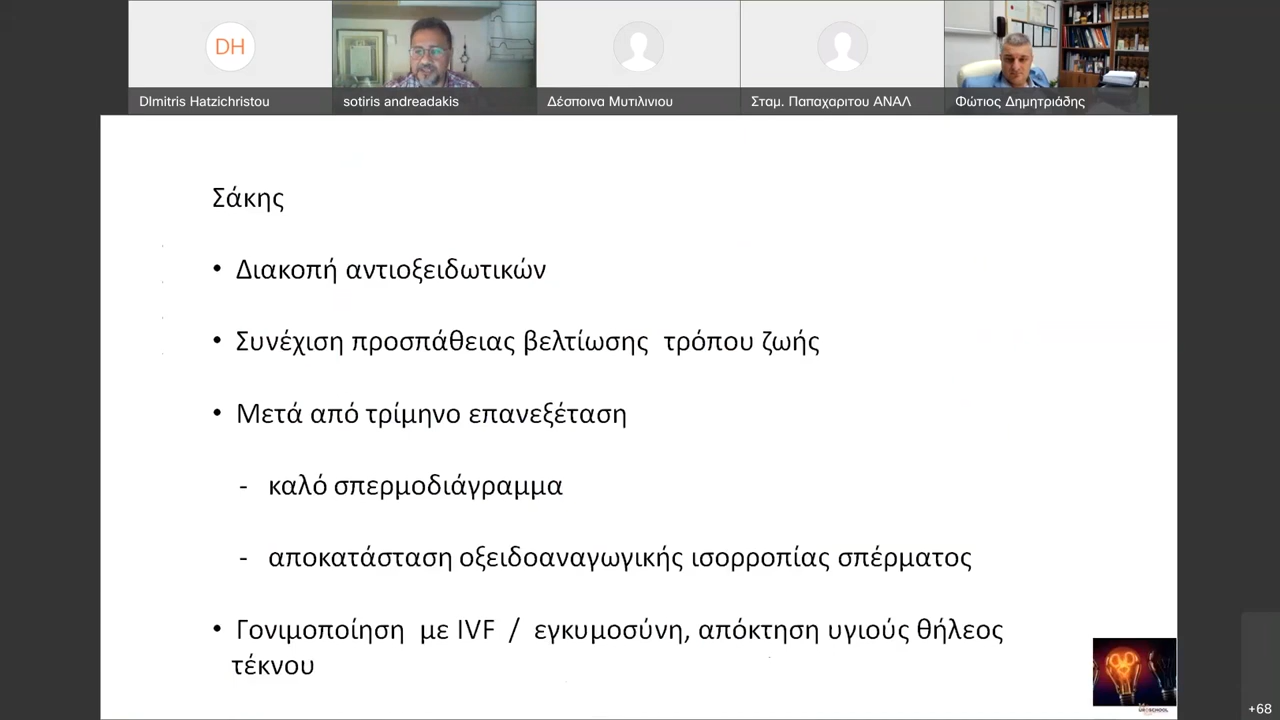 DH
DImitris Hatzichristou
sotiris andreadakis
Δέσποινα Μυτιλινιου
Σταμ. Παπαχαριτου ΑΝΑΛ
Φώτιος Δημητριάδης
Σάκης
• Διακοπή αντιοξειδωτικών
• Συνέχιση προσπάθειας βελτίωσης τρόπου ζωής
• Μετά από τρίμηνο επανεξέταση
- καλό σπερμοδιάγραμμα
- αποκατάσταση οξειδοαναγωγικής ισορροπίας σπέρματος
• Γονιμοποίηση με IVF / εγκυμοσύνη, απόκτηση υγιούς θήλεος
τέκνου
+68